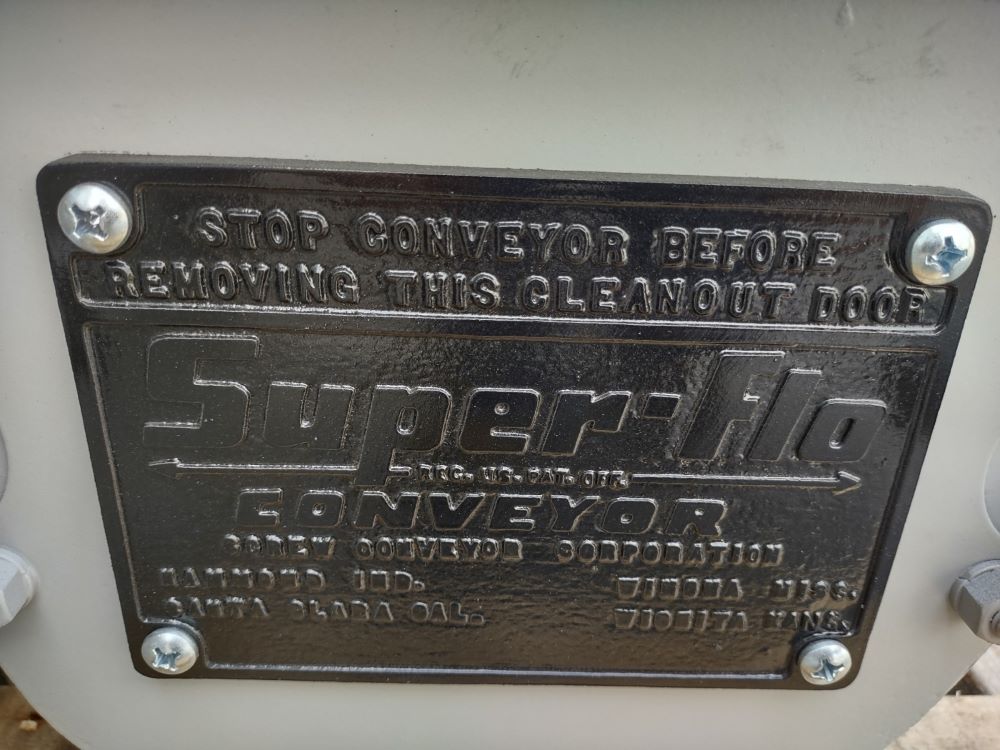 STOP CONVEYOR BEFORE
REMOVING THIS CLEANOUT DOOR
Super-Flo
REG. U.S. PAT. OFF.
CONVEYOR
SCREW CONVEYOR CORPORATION
HAMMOND IND. WINONA MISS.
SANTA CLARA CAL. WICHITA KANS.